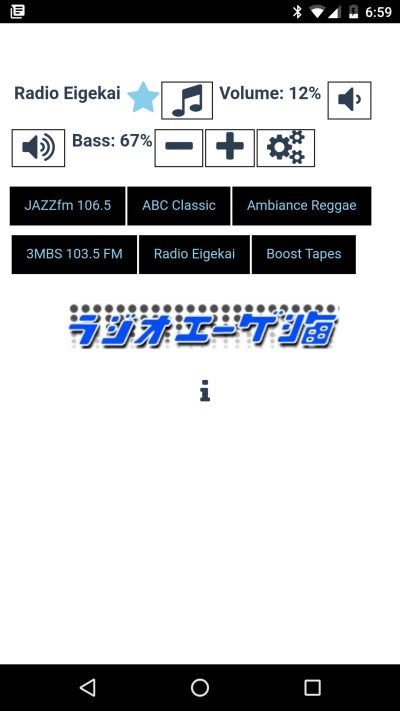 6:59
Radio Eigekai Volume: 12%
Bass: 67%
JAZZfm 106.5 ABC Classic Ambiance Reggae
3MBS 103.5 FM Radio Eigekai Boost Tapes
ラジオエーゲ海